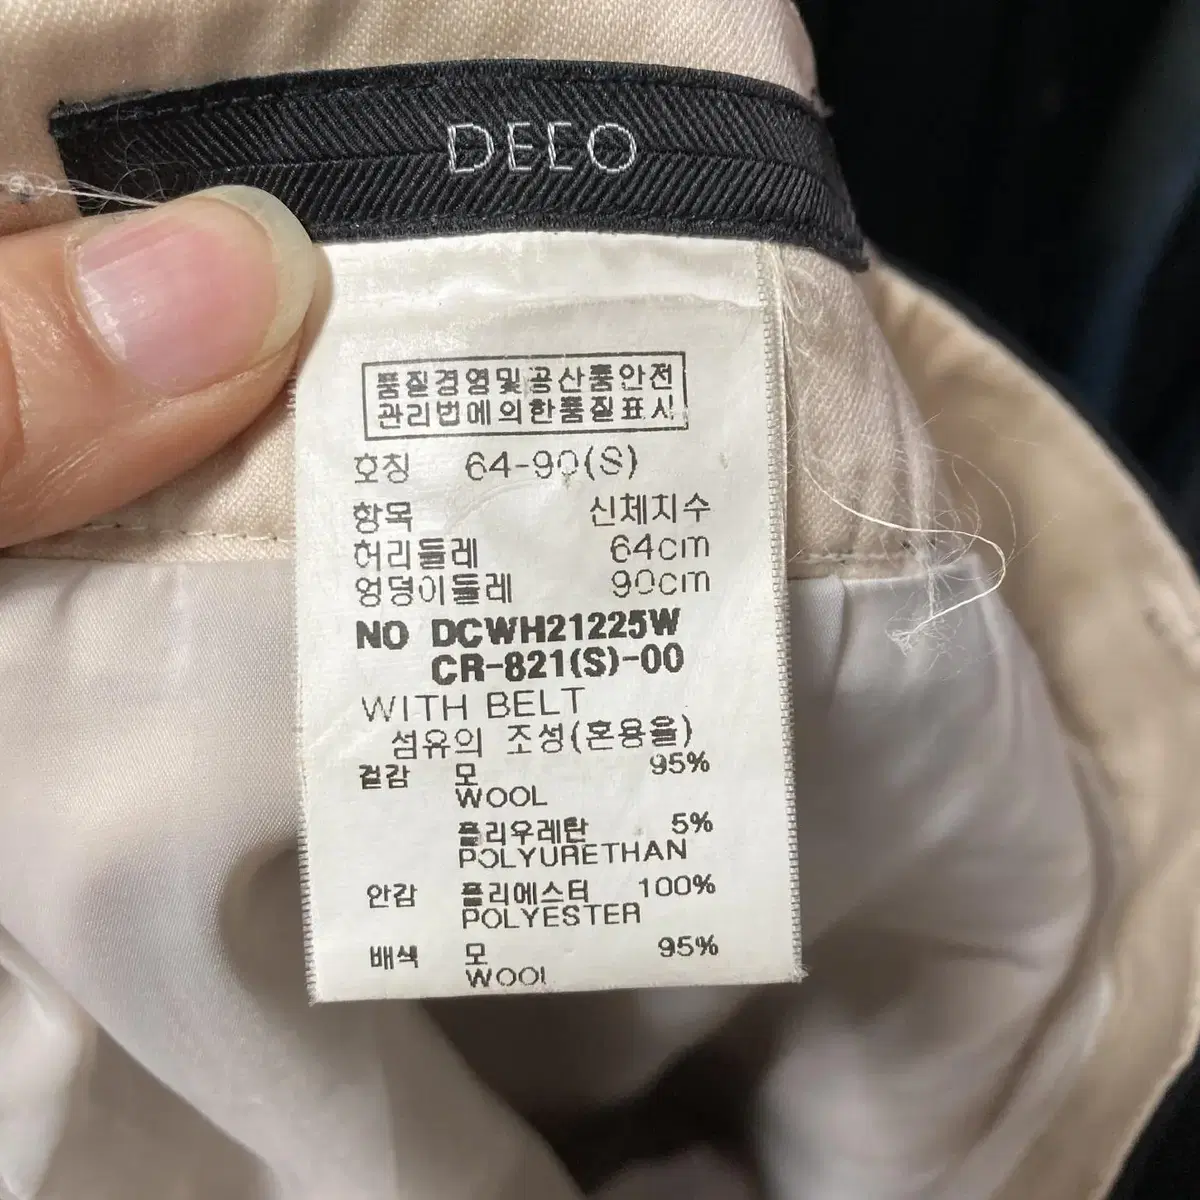 DECO
품질경영및공산품안전
관리법에의한품질표시
호칭 64-90(S)
항목 신체치수
허리둘레 64cm
엉덩이둘레 90cm
NO DCWH21225W
CR-821(S)-00
WITH BELT
섬유의 조성(혼용율)
겉감 모 95%
WOOL
폴리우레탄 5%
POLYURETHAN
안감 폴리에스터 100%
POLYESTER
배색 모 95%
WOOL